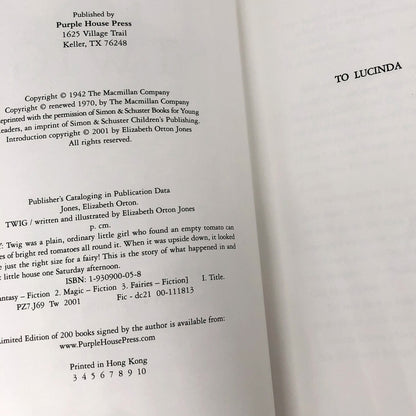 Published by
Purple House Press
1625 Village Trail
Keller, TX 76248
Copyright © 1942 The Macmillan Company
Copyright © renewed 1970, by The Macmillan Company
eprinted with the permission of Simon & Schuster Books for Young
eaders, an imprint of Simon & Schuster Children's Publishing.
Introduction copyright © 2001 by Elizabeth Orton Jones
All rights reserved.
Publisher's Cataloging in Publication Data
Jones, Elizabeth Orton.
TWIG / written and illustrated by Elizabeth Orton Jones
p. cm.
Y: Twig was a plain, ordinary little girl who found an empty tomato can
es of bright red tomatoes all round it. When it was upside down, it looked
e just the right size for a fairy! This is the story of what happened in and
t little house one Saturday afternoon.
ISBN: 1-930900-05-8
antasy – Fiction 2. Magic – Fiction 3. Fairies – Fiction] I. Title.
PZ7.J69 Tw 2001 Fic - dc21 00-111813
imited Edition of 200 books signed by the author is available from:
www.PurpleHousePress.com
Printed in Hong Kong
3 4 5 6 7 8 9 10
TO LUCINDA